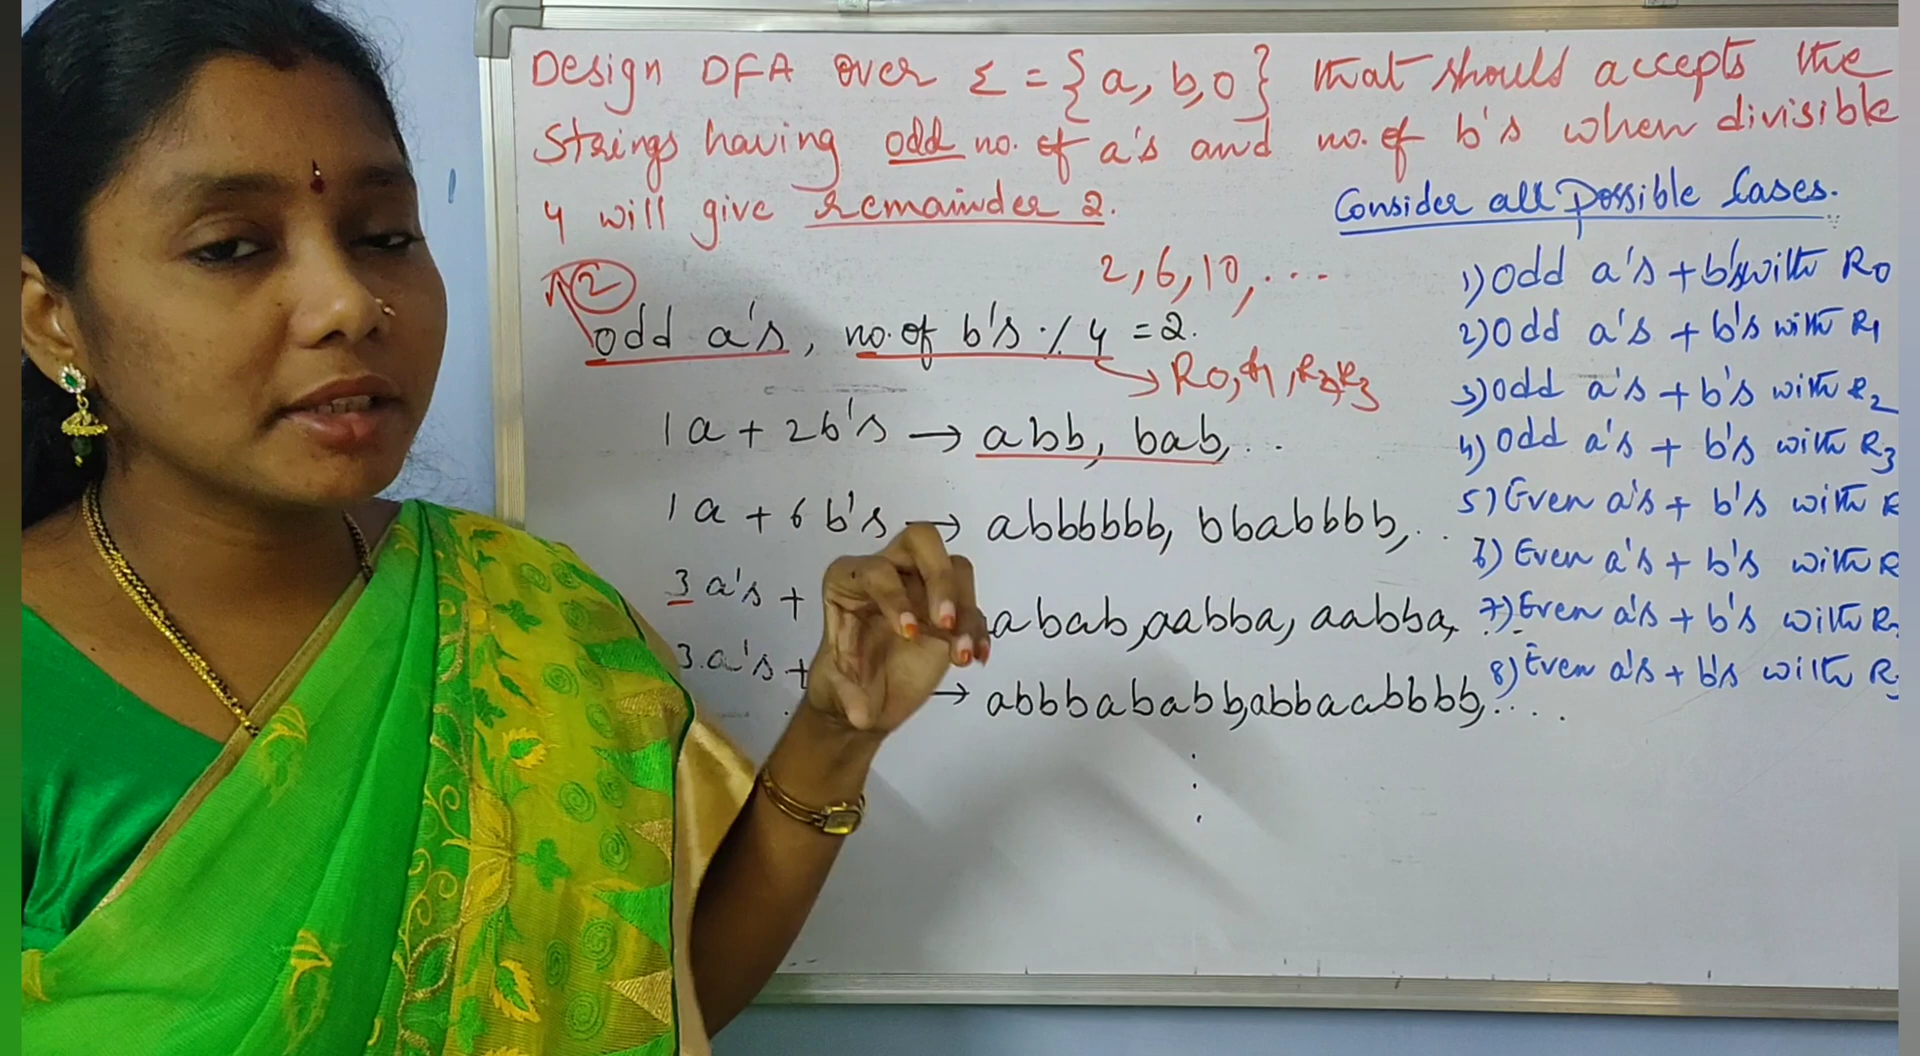 Design DFA over Σ = {a, b, o} that should accepts the
Strings having odd no. of a's and no. of b's when divisible
4 will give remainder 2.
Consider all possible Cases.
2
2, 6, 10, ...
odd a's, no. of b's % 4 = 2.
R0, R1, R2, R3
1a + 2b's → abb, bab, ..
1a + 6b's → abbbbbb, bbabbbb, ..
3 a's +
abab, aabba, aabba, ..
3 a's +
→ abbbababb, abbaabbbb, ....
1) Odd a's + b's with R0
2) Odd a's + b's with R1
3) Odd a's + b's with R2
4) Odd a's + b's with R3
5) Even a's + b's with R
6) Even a's + b's with R
7) Even a's + b's with R
8) Even a's + b's with R